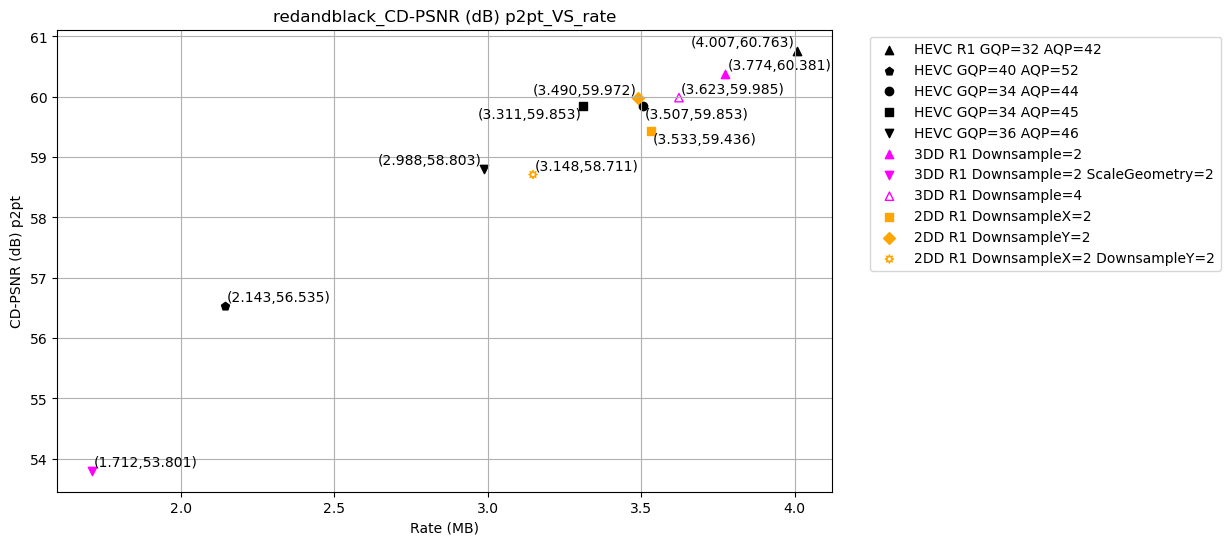 redandblack_CD-PSNR (dB) p2pt_VS_rate
CD-PSNR (dB) p2pt
61
60
59
58
57
56
55
54
(4.007,60.763)
(3.774,60.381)
(3.490,59.972)
(3.623,59.985)
(3.311,59.853)
(3.507,59.853)
(3.533,59.436)
(2.988,58.803)
(3.148,58.711)
(2.143,56.535)
(1.712,53.801)
2.0
2.5
3.0
3.5
4.0
Rate (MB)
HEVC R1 GQP=32 AQP=42
HEVC GQP=40 AQP=52
HEVC GQP=34 AQP=44
HEVC GQP=34 AQP=45
HEVC GQP=36 AQP=46
3DD R1 Downsample=2
3DD R1 Downsample=2 ScaleGeometry=2
3DD R1 Downsample=4
2DD R1 DownsampleX=2
2DD R1 DownsampleY=2
2DD R1 DownsampleX=2 DownsampleY=2